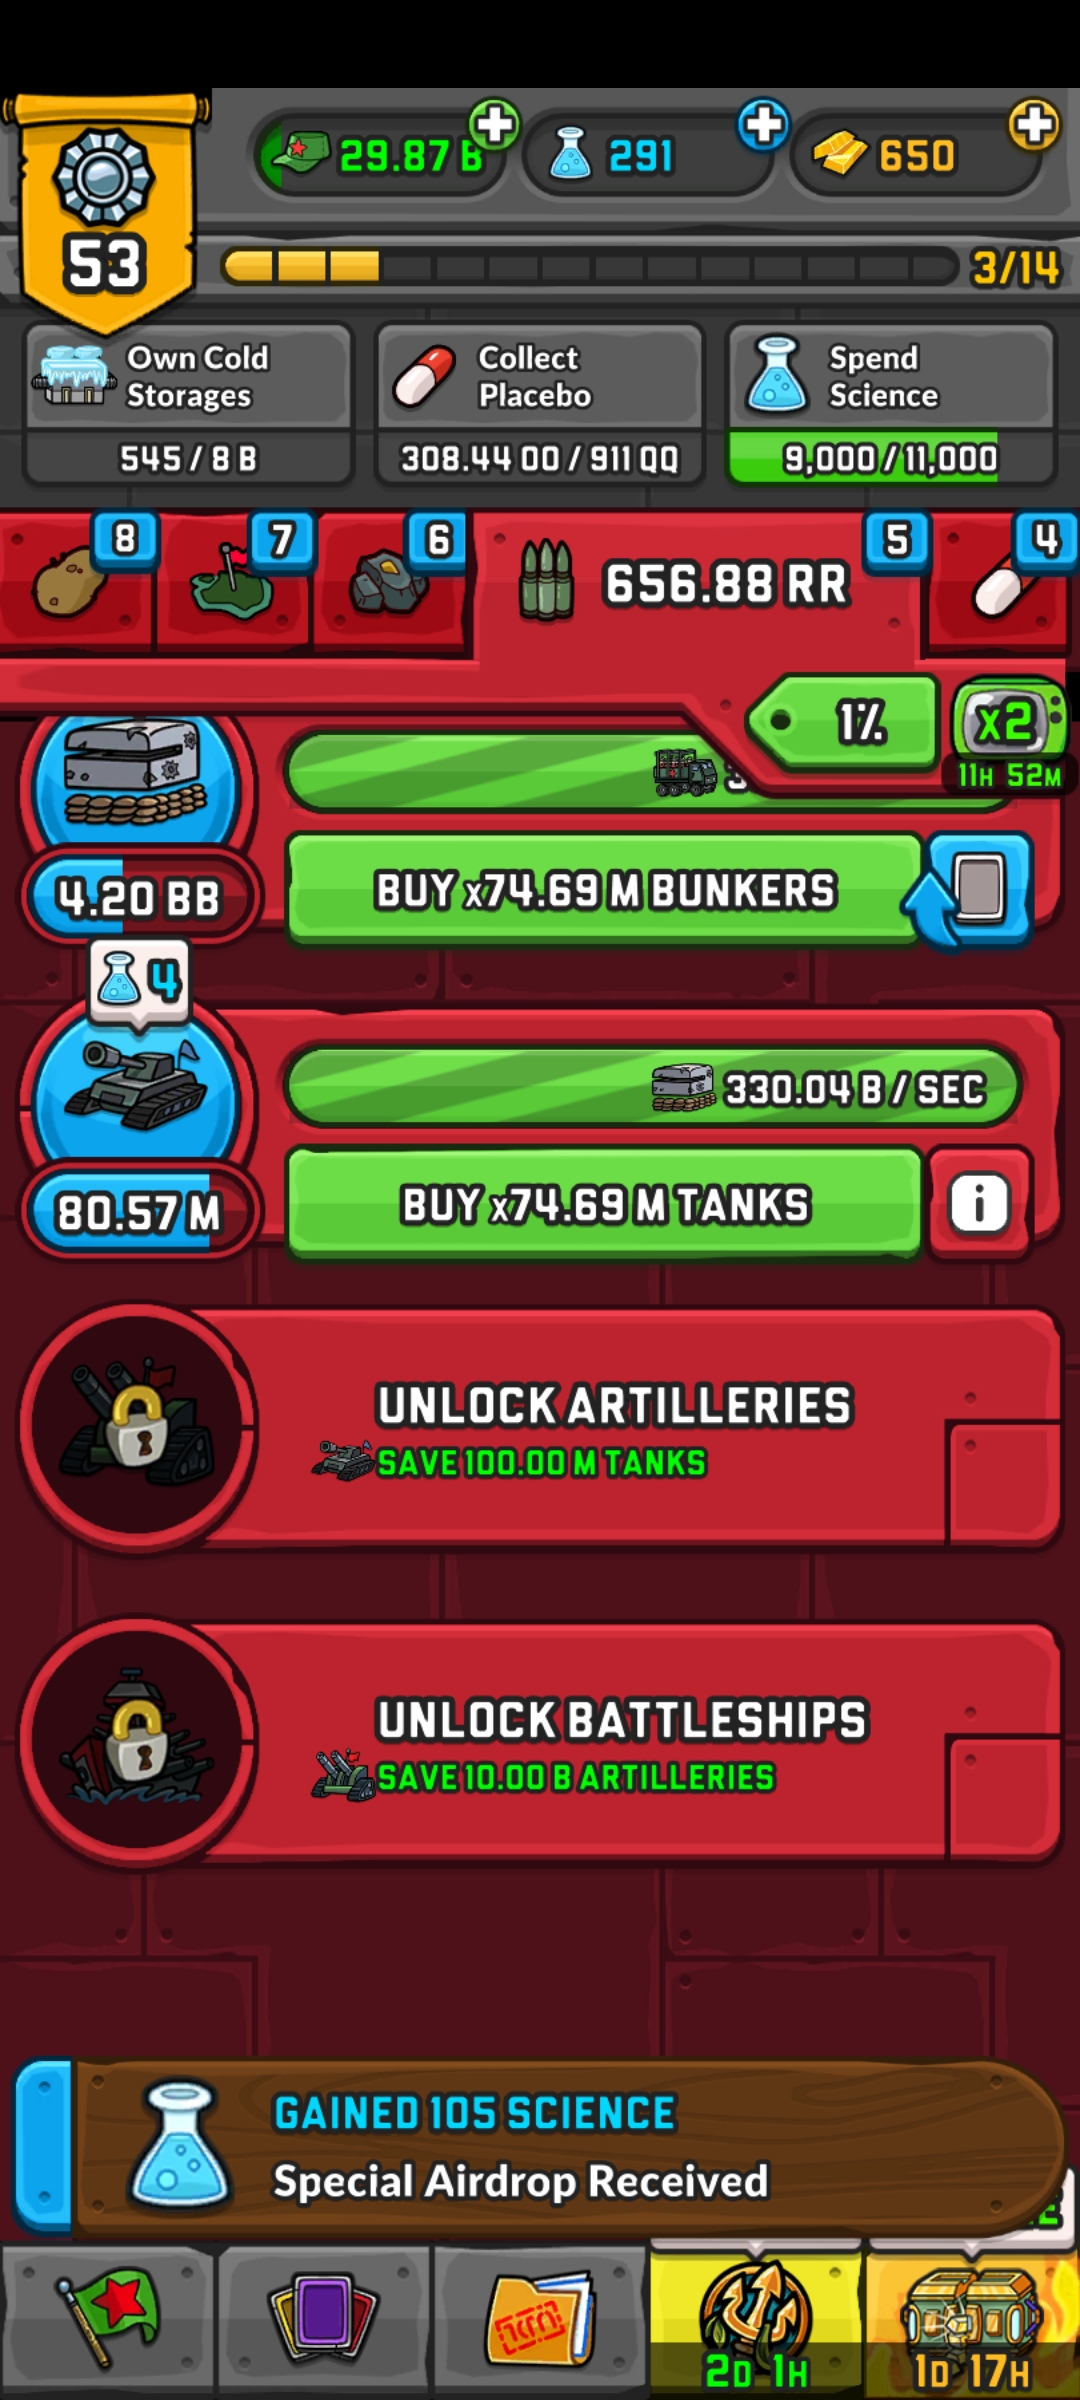 29.87 B
291
650
53
3/14
Own Cold
Storages
Collect
Placebo
Spend
Science
545 / 8 B
308.44 OO / 911 QQ
9,000 / 11,000
8
7
6
656.88 RR
5
4
1%
x2
11H 52M
4.20 BB
BUY x74.69 M BUNKERS
4
330.04 B / SEC
80.57 M
BUY x74.69 M TANKS
i
UNLOCK ARTILLERIES
SAVE 100.00 M TANKS
UNLOCK BATTLESHIPS
SAVE 10.00 B ARTILLERIES
GAINED 105 SCIENCE
Special Airdrop Received
2D 1H
1D 17H